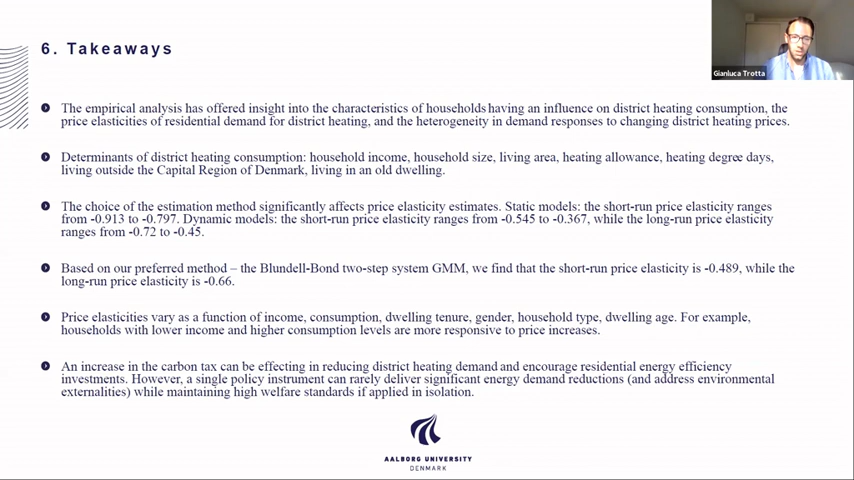 6. Takeaways
Gianluca Trotta
The empirical analysis has offered insight into the characteristics of households having an influence on district heating consumption, the
price elasticities of residential demand for district heating, and the heterogeneity in demand responses to changing district heating prices.
Determinants of district heating consumption: household income, household size, living area, heating allowance, heating degree days,
living outside the Capital Region of Denmark, living in an old dwelling.
The choice of the estimation method significantly affects price elasticity estimates. Static models: the short-run price elasticity ranges
from -0.913 to -0.797. Dynamic models: the short-run price elasticity ranges from -0.545 to -0.367, while the long-run price elasticity
ranges from -0.72 to -0.45.
Based on our preferred method – the Blundell-Bond two-step system GMM, we find that the short-run price elasticity is -0.489, while the
long-run price elasticity is -0.66.
Price elasticities vary as a function of income, consumption, dwelling tenure, gender, household type, dwelling age. For example,
households with lower income and higher consumption levels are more responsive to price increases.
An increase in the carbon tax can be effecting in reducing district heating demand and encourage residential energy efficiency
investments. However, a single policy instrument can rarely deliver significant energy demand reductions (and address environmental
externalities) while maintaining high welfare standards if applied in isolation.
AALBORG UNIVERSITY
DENMARK